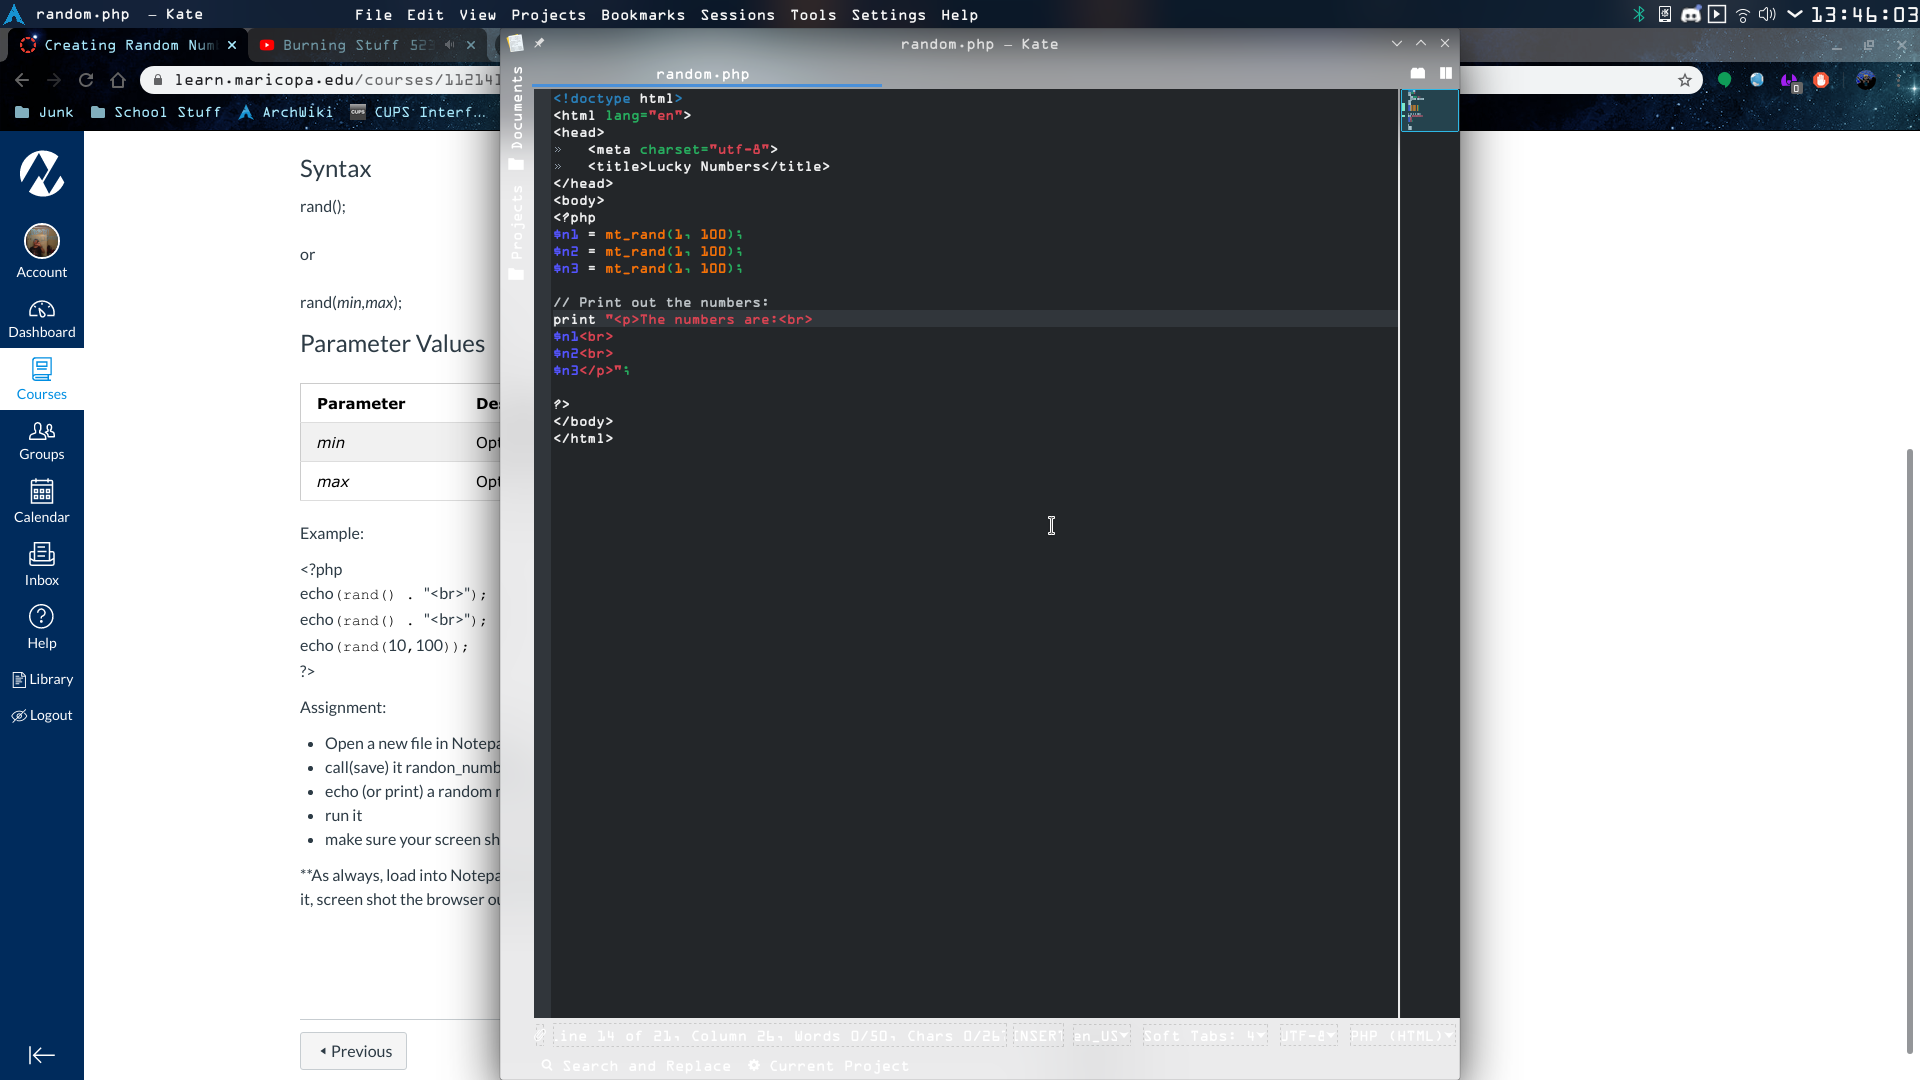 random.php – Kate
File Edit View Projects Bookmarks Sessions Tools Settings Help
13:46:03
Creating Random Num
Burning Stuff 523
learn.maricopa.edu/courses/112141
Junk
School Stuff
ArchWiki
CUPS Interf...
random.php – Kate
random.php
Documents
Projects
<!doctype html>
<html lang="en">
<head>
» <meta charset="utf-8">
» <title>Lucky Numbers</title>
</head>
<body>
<?php
$n1 = mt_rand(1, 100);
$n2 = mt_rand(1, 100);
$n3 = mt_rand(1, 100);
// Print out the numbers:
print "<p>The numbers are:<br>
$n1<br>
$n2<br>
$n3</p>";
?>
</body>
</html>
Line 14 of 21, Column 26, Words 0/50, Chars 0/26
INSERT
en_US
Soft Tabs: 4
UTF-8
PHP (HTML)
Search and Replace
Current Project
Account
Dashboard
Courses
Groups
Calendar
Inbox
Help
Library
Logout
Syntax
rand();
or
rand(min,max);
Parameter Values
Parameter
min
max
Example:
<?php
echo(rand() . "<br>");
echo(rand() . "<br>");
echo(rand(10,100));
?>
Assignment:
• Open a new file in Notepa
• call(save) it randon_numb
• echo (or print) a random
• run it
• make sure your screen sh
**As always, load into Notepa
it, screen shot the browser
Previous